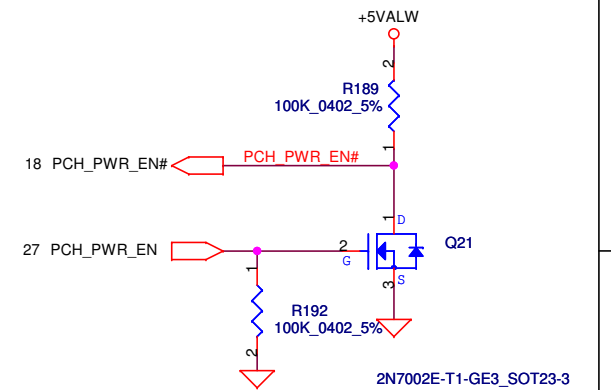 +5VALW
2
R189
100K_0402_5%
1
18 PCH_PWR_EN#
PCH_PWR_EN#
1
D
27 PCH_PWR_EN
2
G
Q21
S
3
1
R192
100K_0402_5%
2
2N7002E-T1-GE3_SOT23-3